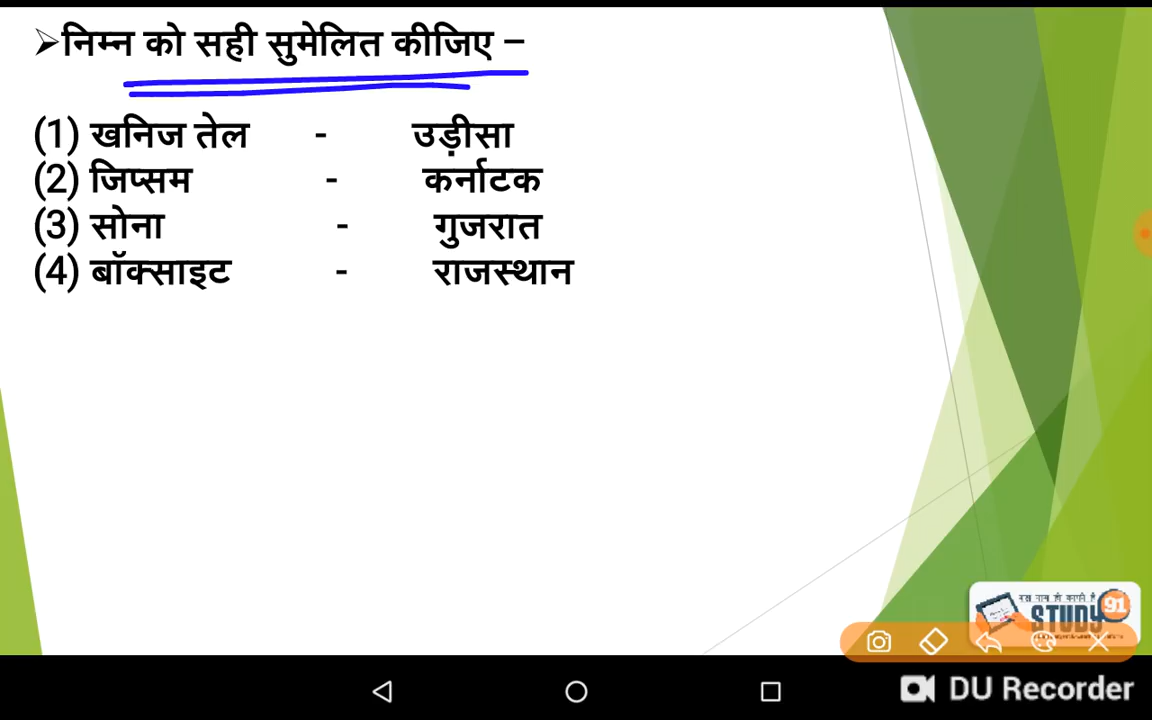 ➢निम्न को सही सुमेलित कीजिए –
(1) खनिज तेल - उड़ीसा
(2) जिप्सम - कर्नाटक
(3) सोना - गुजरात
(4) बॉक्साइट - राजस्थान
STUDY 91
DU Recorder